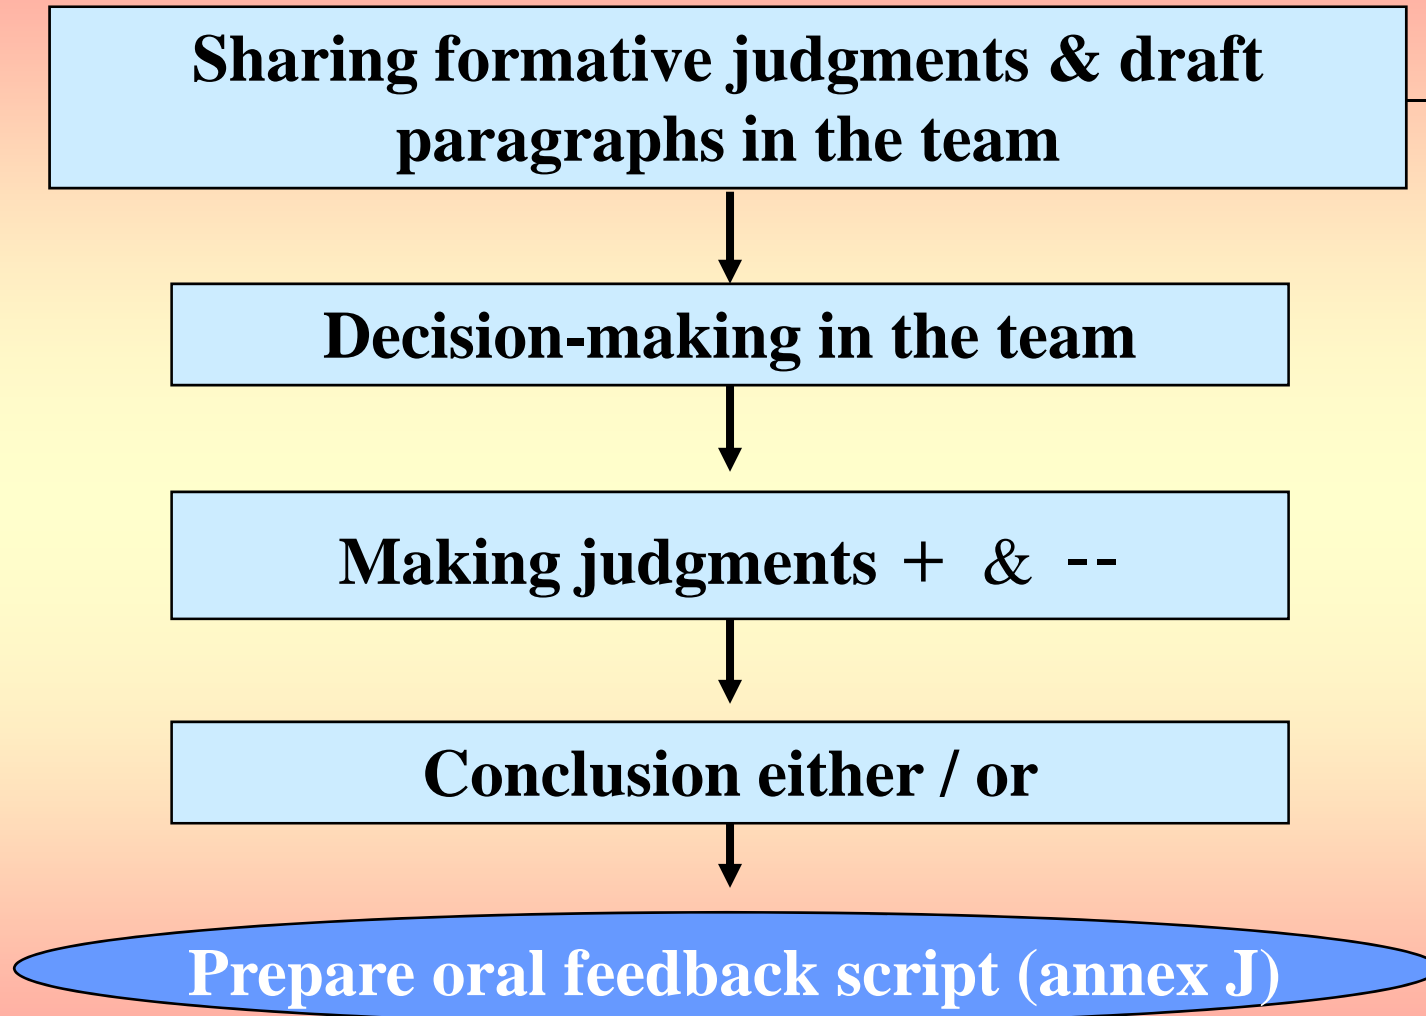 Sharing formative judgments & draft
paragraphs in the team
Decision-making in the team
Making judgments + & --
Conclusion either / or
Prepare oral feedback script (annex J)